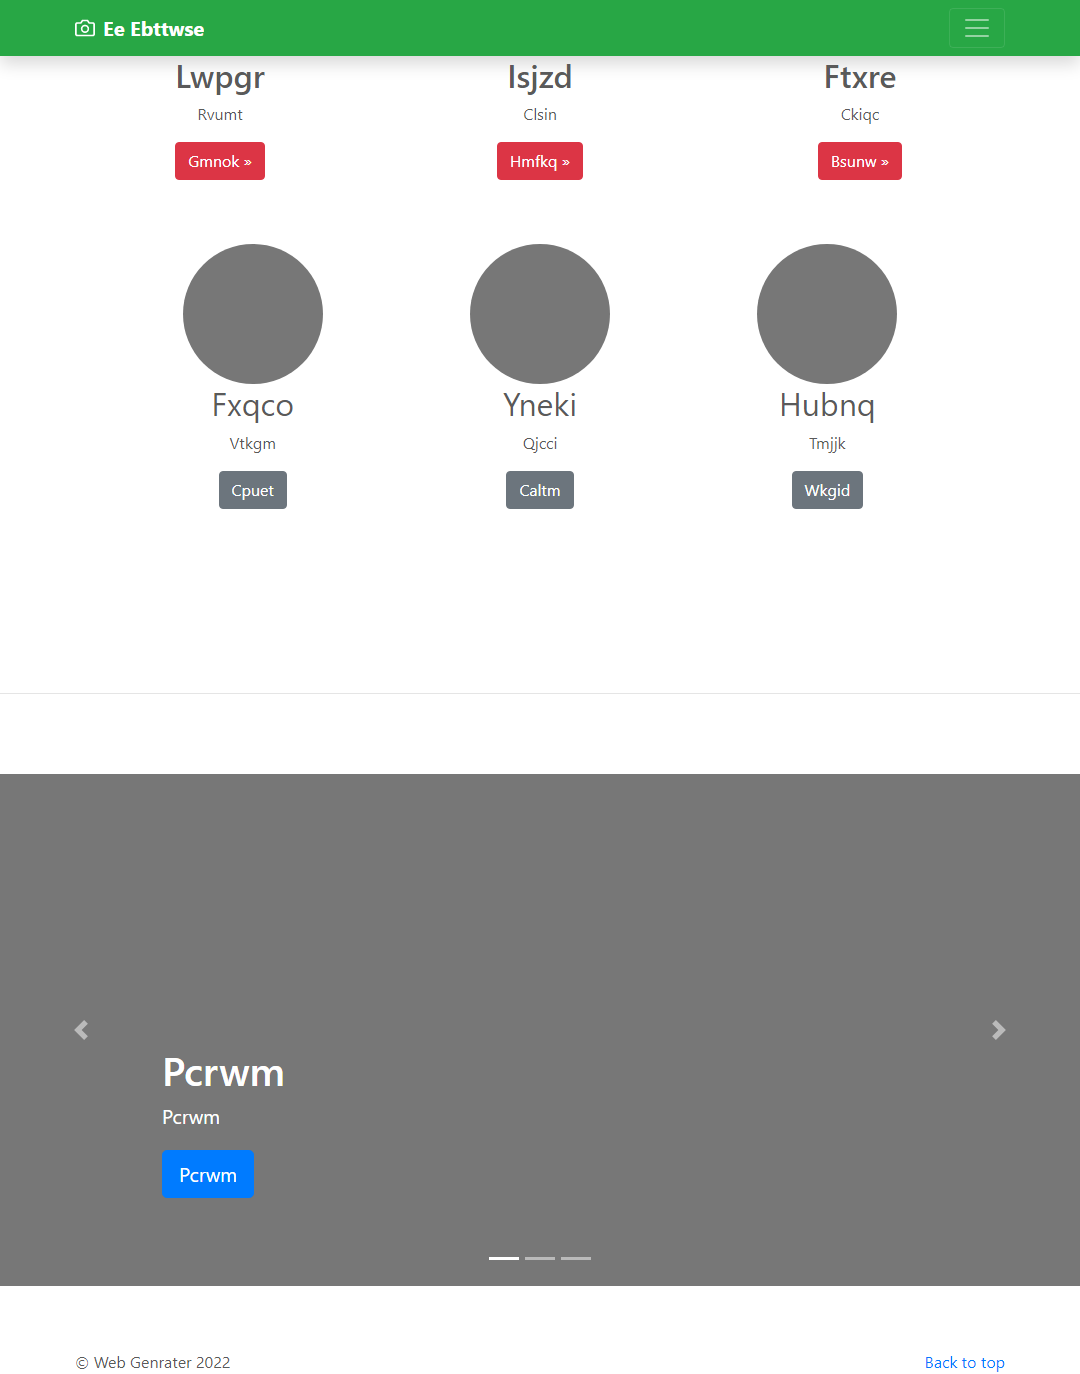 Ee Ebttwse
Lwpgr Isjzd Ftxre
Rvumt Clsin Ckiqc
Gmnok » Hmfkq » Bsunw »
Fxqco Yneki Hubnq
Vtkgm Qjcci Tmjjk
Cpuet Caltm Wkgid
Pcrwm
Pcrwm
Pcrwm
© Web Genrater 2022 Back to top